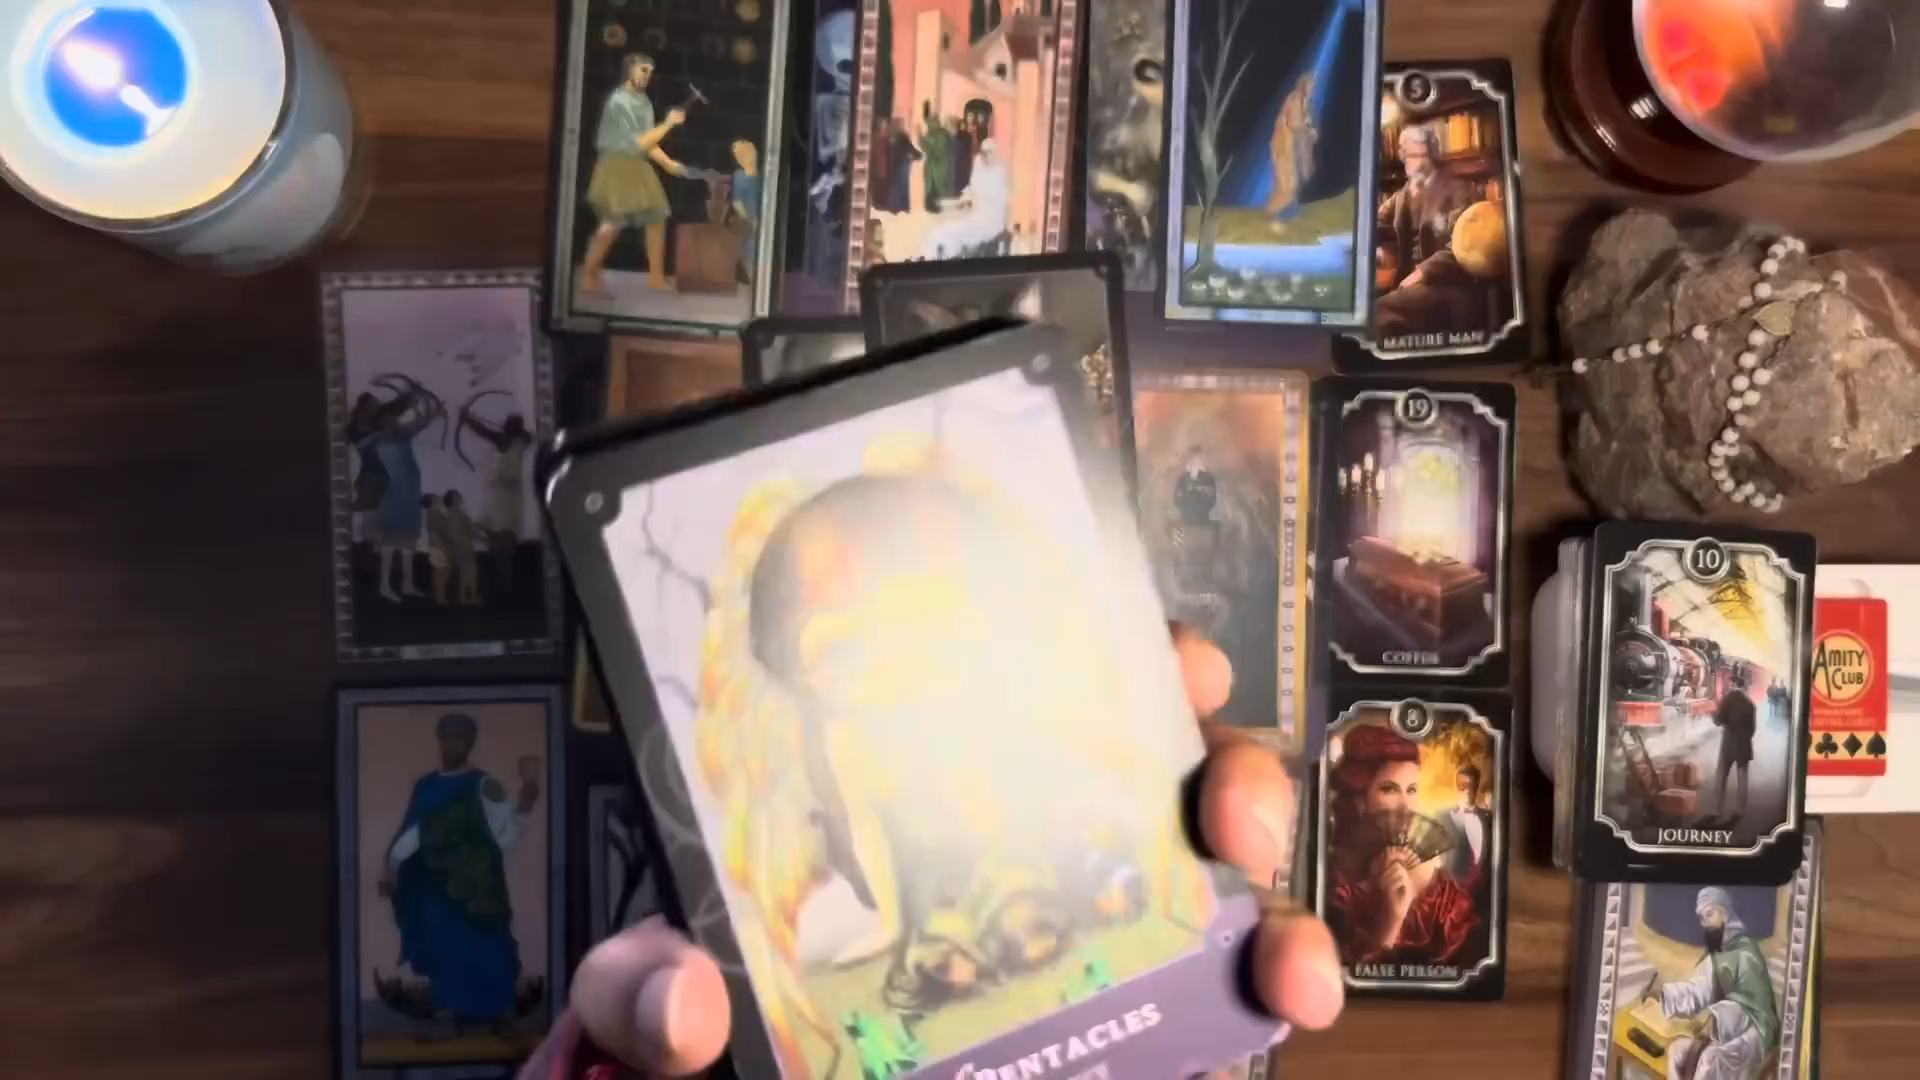 5
MATURE MAN
19
COFFIN
10
JOURNEY
AMITY
CLUB
8
FALSE PERSON
PENTACLES